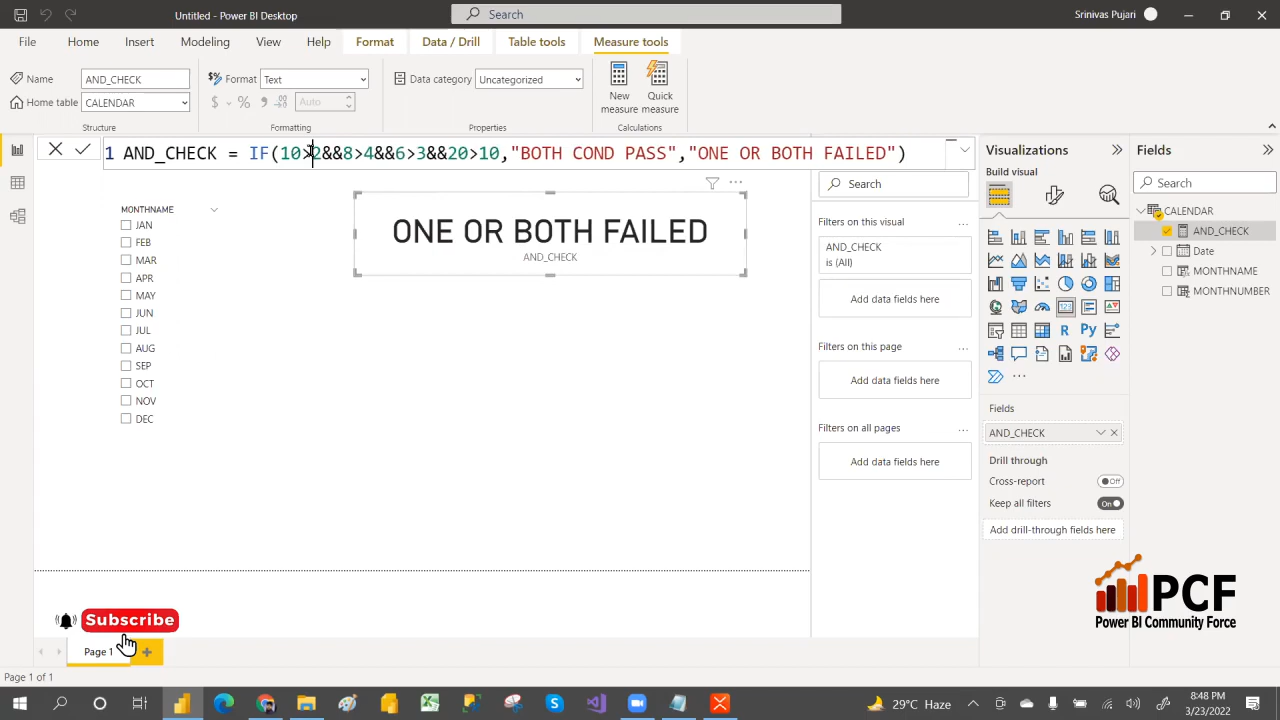 Untitled - Power BI Desktop
Search
Srinivas Pujari
File Home Insert Modeling View Help Format Data / Drill Table tools Measure tools
Name AND_CHECK
Home table CALENDAR
Structure
Format Text
$ % Auto
Formatting
Data category Uncategorized
Properties
New measure
Quick measure
Calculations
1 AND_CHECK = IF(10>2&&8>4&&6>3&&20>10,"BOTH COND PASS","ONE OR BOTH FAILED")
MONTHNAME
JAN
FEB
MAR
APR
MAY
JUN
JUL
AUG
SEP
OCT
NOV
DEC
ONE OR BOTH FAILED
AND_CHECK
Search
Filters on this visual ...
AND_CHECK
is (All)
Add data fields here
Filters on this page ...
Add data fields here
Filters on all pages ...
Add data fields here
Visualizations
Build visual
123
R Py
Fields
AND_CHECK
Drill through
Cross-report Off
Keep all filters On
Add drill-through fields here
Fields
Search
CALENDAR
AND_CHECK
Date
MONTHNAME
MONTHNUMBER
PCF
Power BI Community Force
Subscribe
Page 1
Page 1 of 1
29°C Haze
8:48 PM
3/23/2022